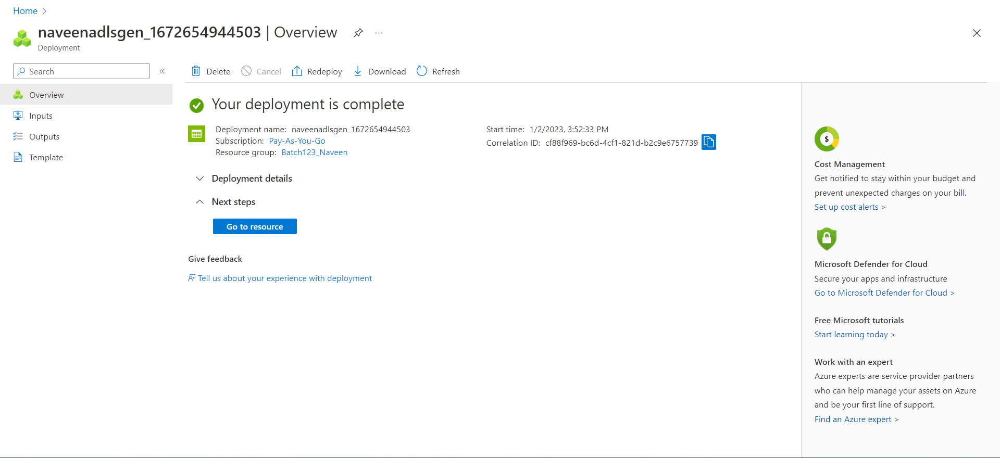 Home
naveenadlsgen_1672654944503 | Overview
Deployment
Search
Overview
Inputs
Outputs
Template
Delete
Cancel
Redeploy
Download
Refresh
Your deployment is complete
Deployment name: naveenadlsgen_1672654944503
Subscription: Pay-As-You-Go
Resource group: Batch123_Naveen
Start time: 1/2/2023, 3:52:33 PM
Correlation ID: cf88f969-bc6d-4cf1-821d-b2c9e6757739
Deployment details
Next steps
Go to resource
Give feedback
Tell us about your experience with deployment
$
Cost Management
Get notified to stay within your budget and
prevent unexpected charges on your bill.
Set up cost alerts >
Microsoft Defender for Cloud
Secure your apps and infrastructure
Go to Microsoft Defender for Cloud >
Free Microsoft tutorials
Start learning today >
Work with an expert
Azure experts are service provider partners
who can help manage your assets on Azure
and be your first line of support.
Find an Azure expert >